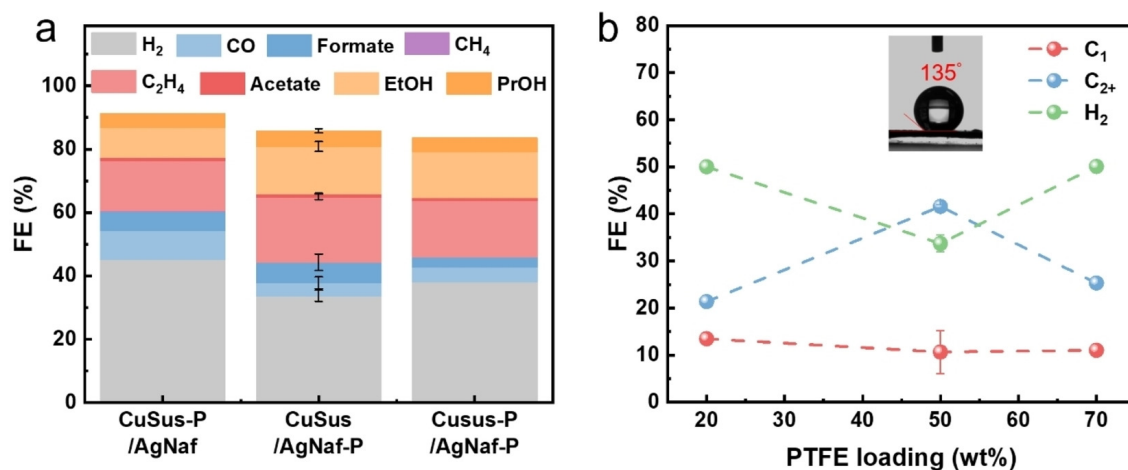 a
H₂ CO Formate CH₄
C₂H₄ Acetate EtOH PrOH
FE (%)
100
80
60
40
20
0
CuSus-P
/AgNaf
CuSus
/AgNaf-P
Cusus-P
/AgNaf-P
b
135°
C₁
C₂₊
H₂
FE (%)
80
70
60
50
40
30
20
10
0
20 30 40 50 60 70
PTFE loading (wt%)